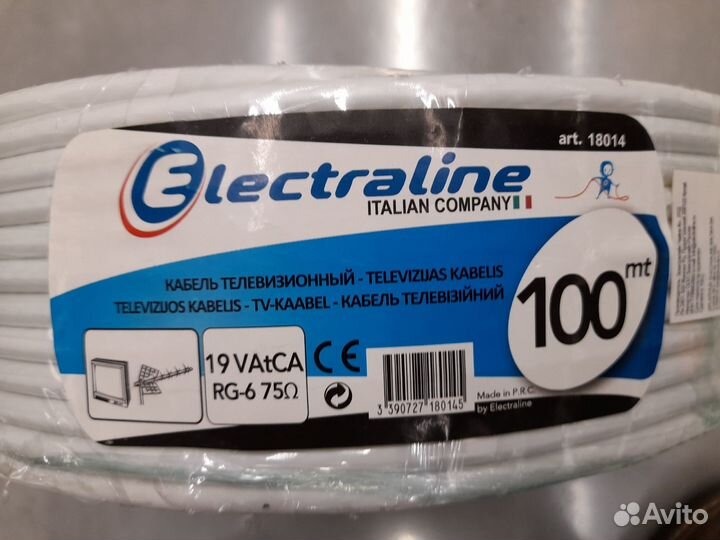 art. 18014
Electraline
ITALIAN COMPANY
КАБЕЛЬ ТЕЛЕВИЗИОННЫЙ - TELEVIZIJAS KABELIS
TELEVIZIJOS KABELIS - TV-KAABEL - КАБЕЛЬ ТЕЛЕВІЗІЙНИЙ
100 mt
19 VAtCA
RG-6 75Ω
CE
3 390727 180145
Made in P.R.C.
by Electraline
Avito